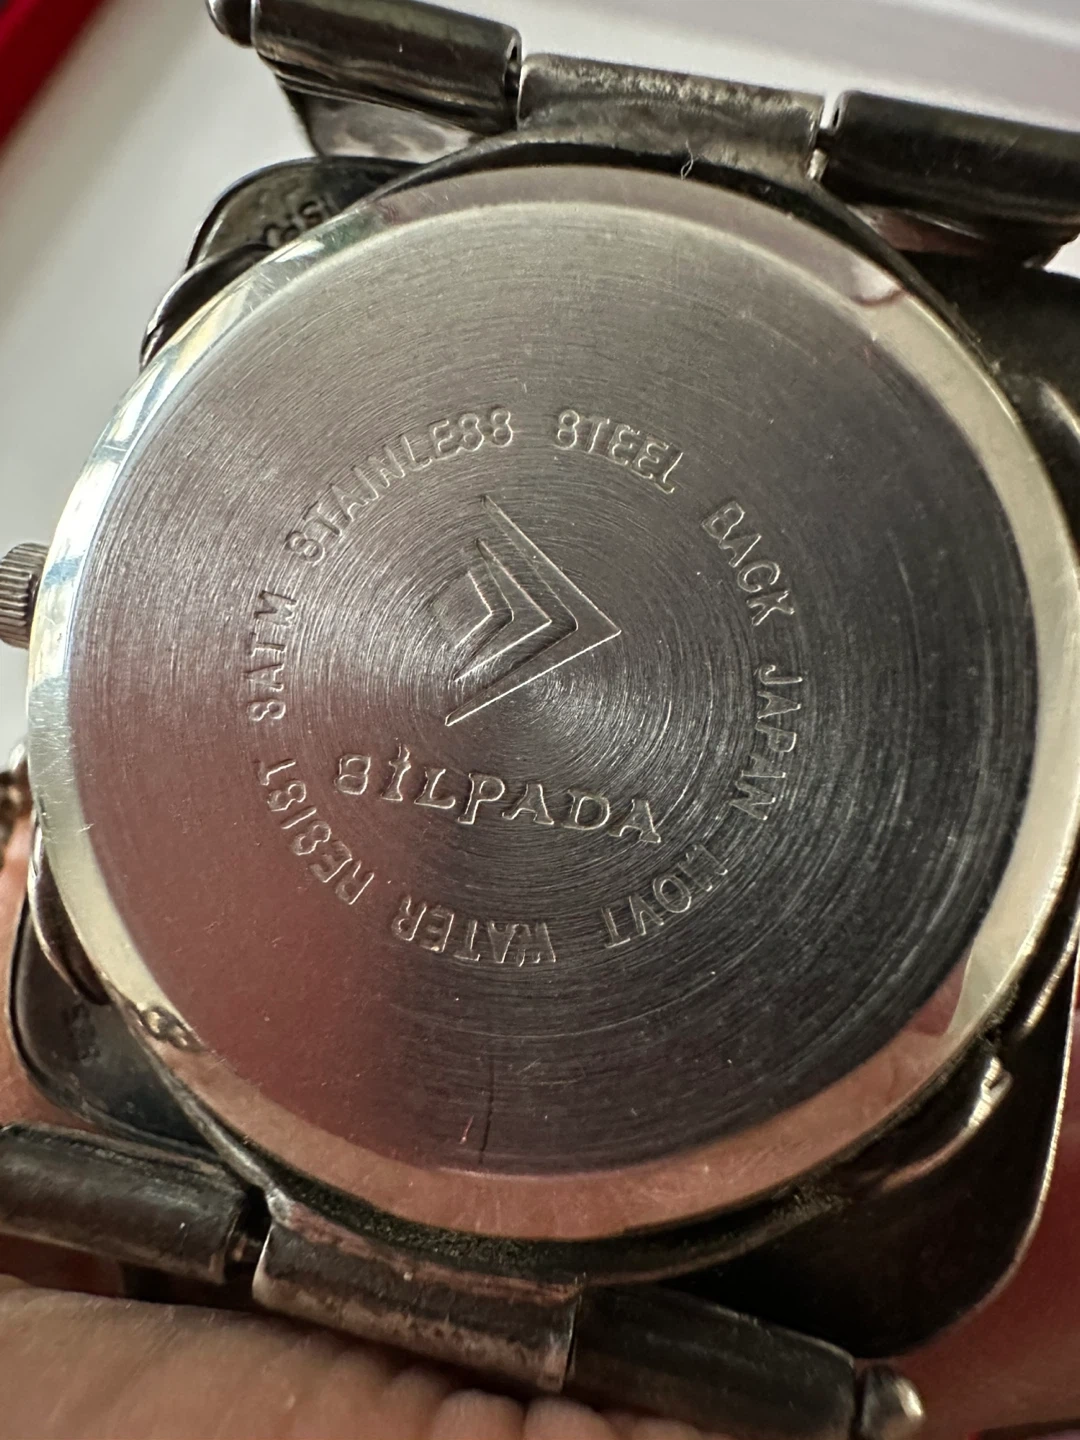 STAINLESS STEEL BACK JAPAN MOVT WATER RESIST 3ATM
SiLPADA